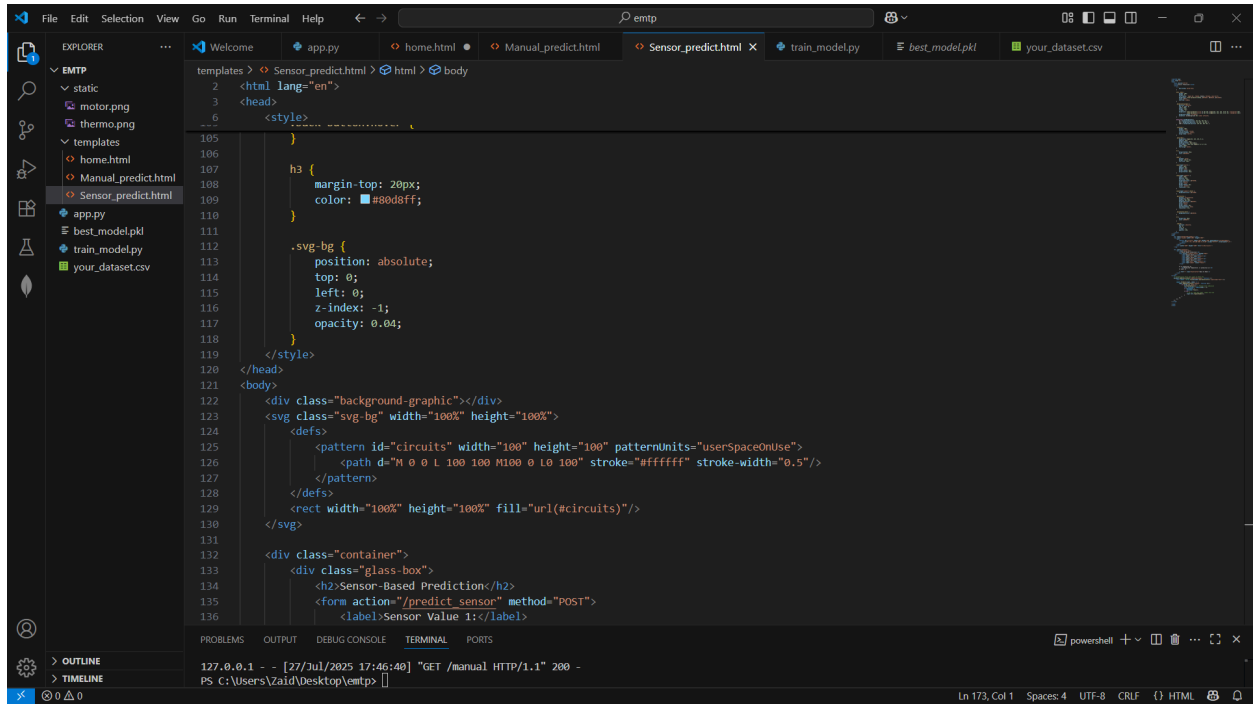 File Edit Selection View Go Run Terminal Help
emtp
EXPLORER
Welcome
app.py
home.html
Manual_predict.html
Sensor_predict.html
train_model.py
best_model.pkl
your_dataset.csv
1
EMTP
static
motor.png
thermo.png
templates
home.html
Manual_predict.html
Sensor_predict.html
app.py
best_model.pkl
train_model.py
your_dataset.csv
OUTLINE
TIMELINE
templates > Sensor_predict.html > html > body
2 <html lang="en">
3 <head>
6 <style>
105 }
106
107 h3 {
108 margin-top: 20px;
109 color: #80d8ff;
110 }
111
112 .svg-bg {
113 position: absolute;
114 top: 0;
115 left: 0;
116 z-index: -1;
117 opacity: 0.04;
118 }
119 </style>
120 </head>
121 <body>
122 <div class="background-graphic"></div>
123 <svg class="svg-bg" width="100%" height="100%">
124 <defs>
125 <pattern id="circuits" width="100" height="100" patternUnits="userSpaceOnUse">
126 <path d="M 0 0 L 100 100 M100 0 L0 100" stroke="#ffffff" stroke-width="0.5"/>
127 </pattern>
128 </defs>
129 <rect width="100%" height="100%" fill="url(#circuits)"/>
130 </svg>
131
132 <div class="container">
133 <div class="glass-box">
134 <h2>Sensor-Based Prediction</h2>
135 <form action="/predict_sensor" method="POST">
136 <label>Sensor Value 1:</label>
PROBLEMS OUTPUT DEBUG CONSOLE TERMINAL PORTS
powershell
127.0.0.1 - - [27/Jul/2025 17:46:40] "GET /manual HTTP/1.1" 200 -
PS C:\Users\Zaid\Desktop\emtp>
0 0
Ln 173, Col 1 Spaces: 4 UTF-8 CRLF {} HTML